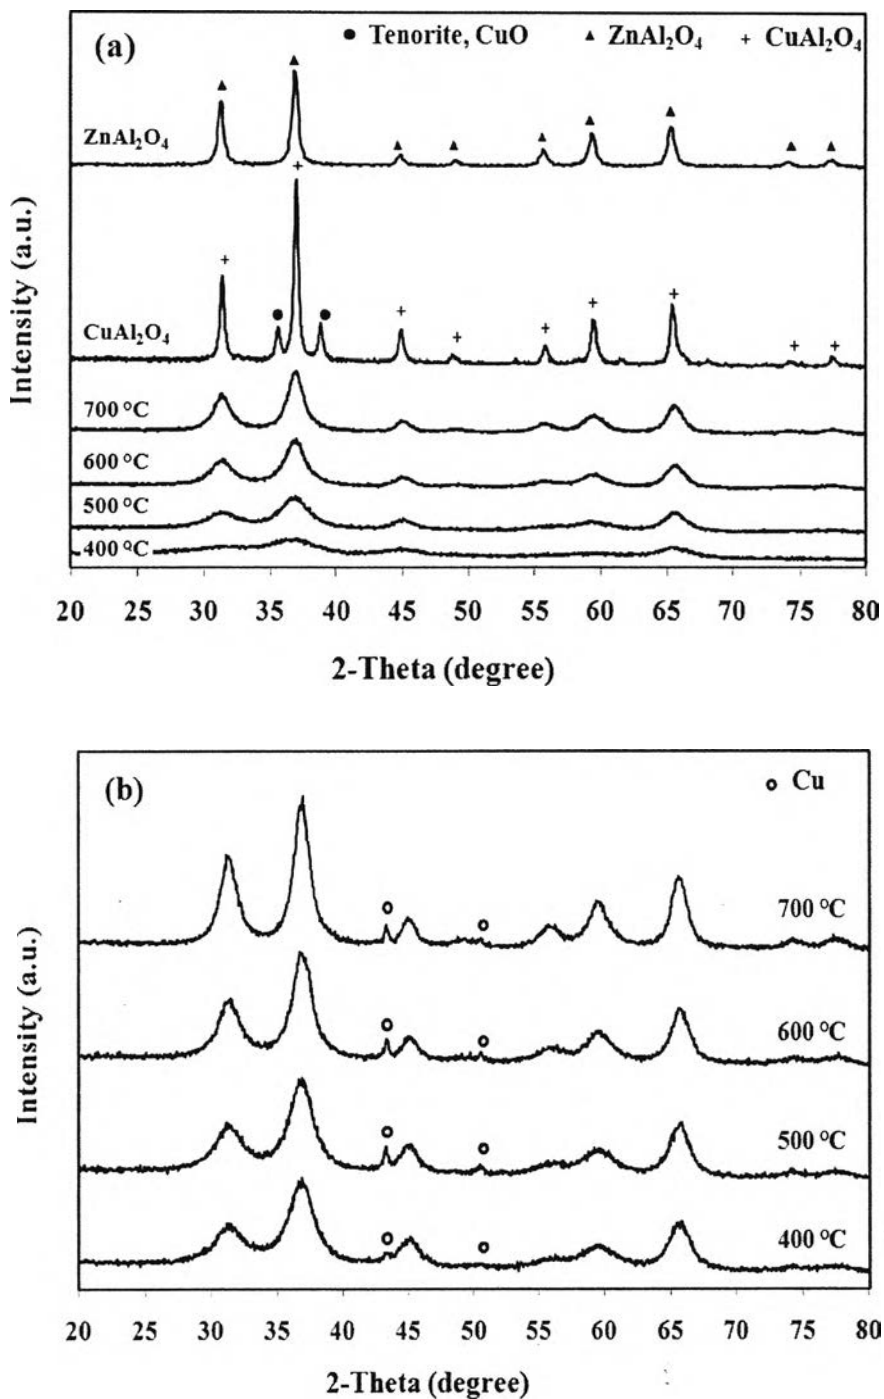 (a)
● Tenorite, CuO ▲ ZnAl₂O₄ + CuAl₂O₄
ZnAl₂O₄
CuAl₂O₄
700 °C
600 °C
500 °C
400 °C
Intensity (a.u.)
20 25 30 35 40 45 50 55 60 65 70 75 80
2-Theta (degree)
(b)
o Cu
700 °C
600 °C
500 °C
400 °C
Intensity (a.u.)
20 25 30 35 40 45 50 55 60 65 70 75 80
2-Theta (degree)